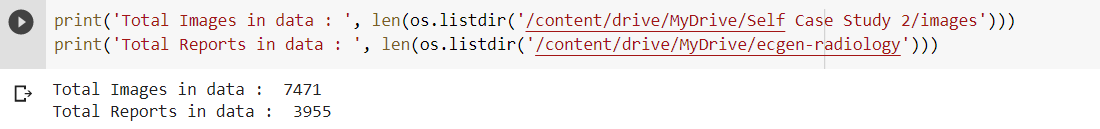 print('Total Images in data : ', len(os.listdir('/content/drive/MyDrive/Self Case Study 2/images')))
print('Total Reports in data : ', len(os.listdir('/content/drive/MyDrive/ecgen-radiology')))
Total Images in data :  7471
Total Reports in data :  3955